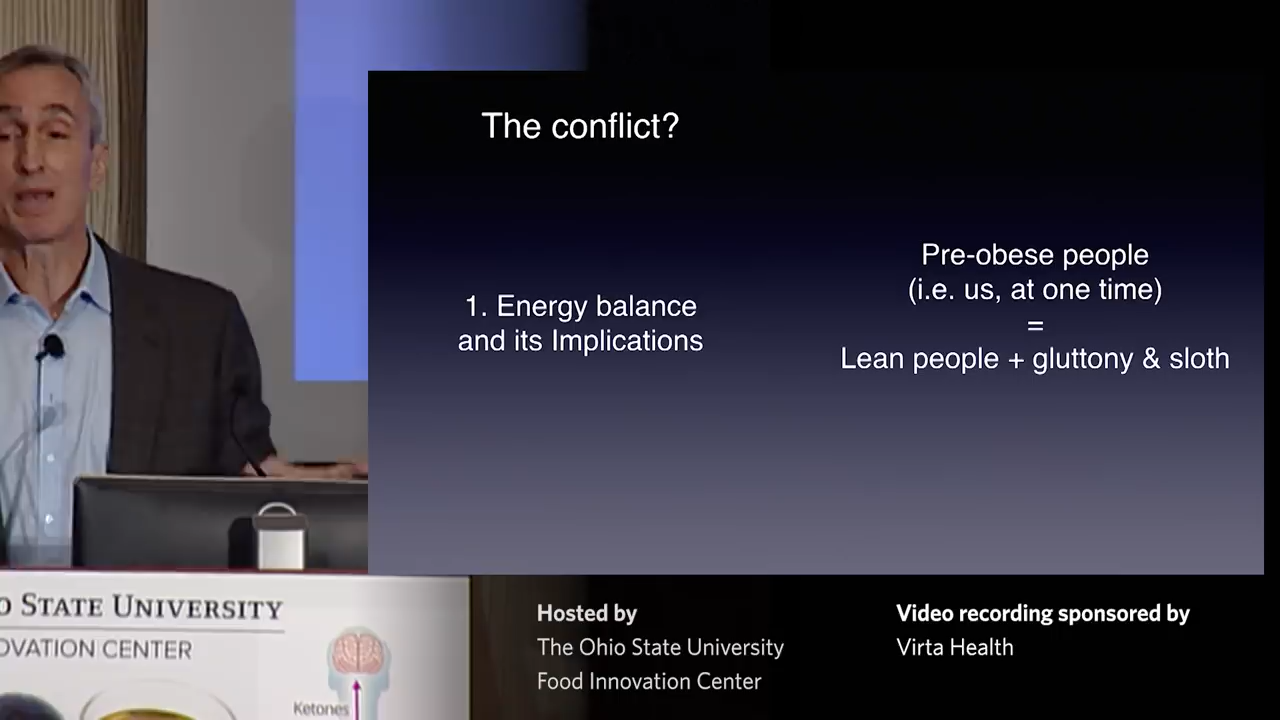 The conflict?
1. Energy balance
and its Implications
Pre-obese people
(i.e. us, at one time)
=
Lean people + gluttony & sloth
STATE UNIVERSITY
CENTER
Ketones
Hosted by
The Ohio State University
Food Innovation Center
Video recording sponsored by
Virta Health